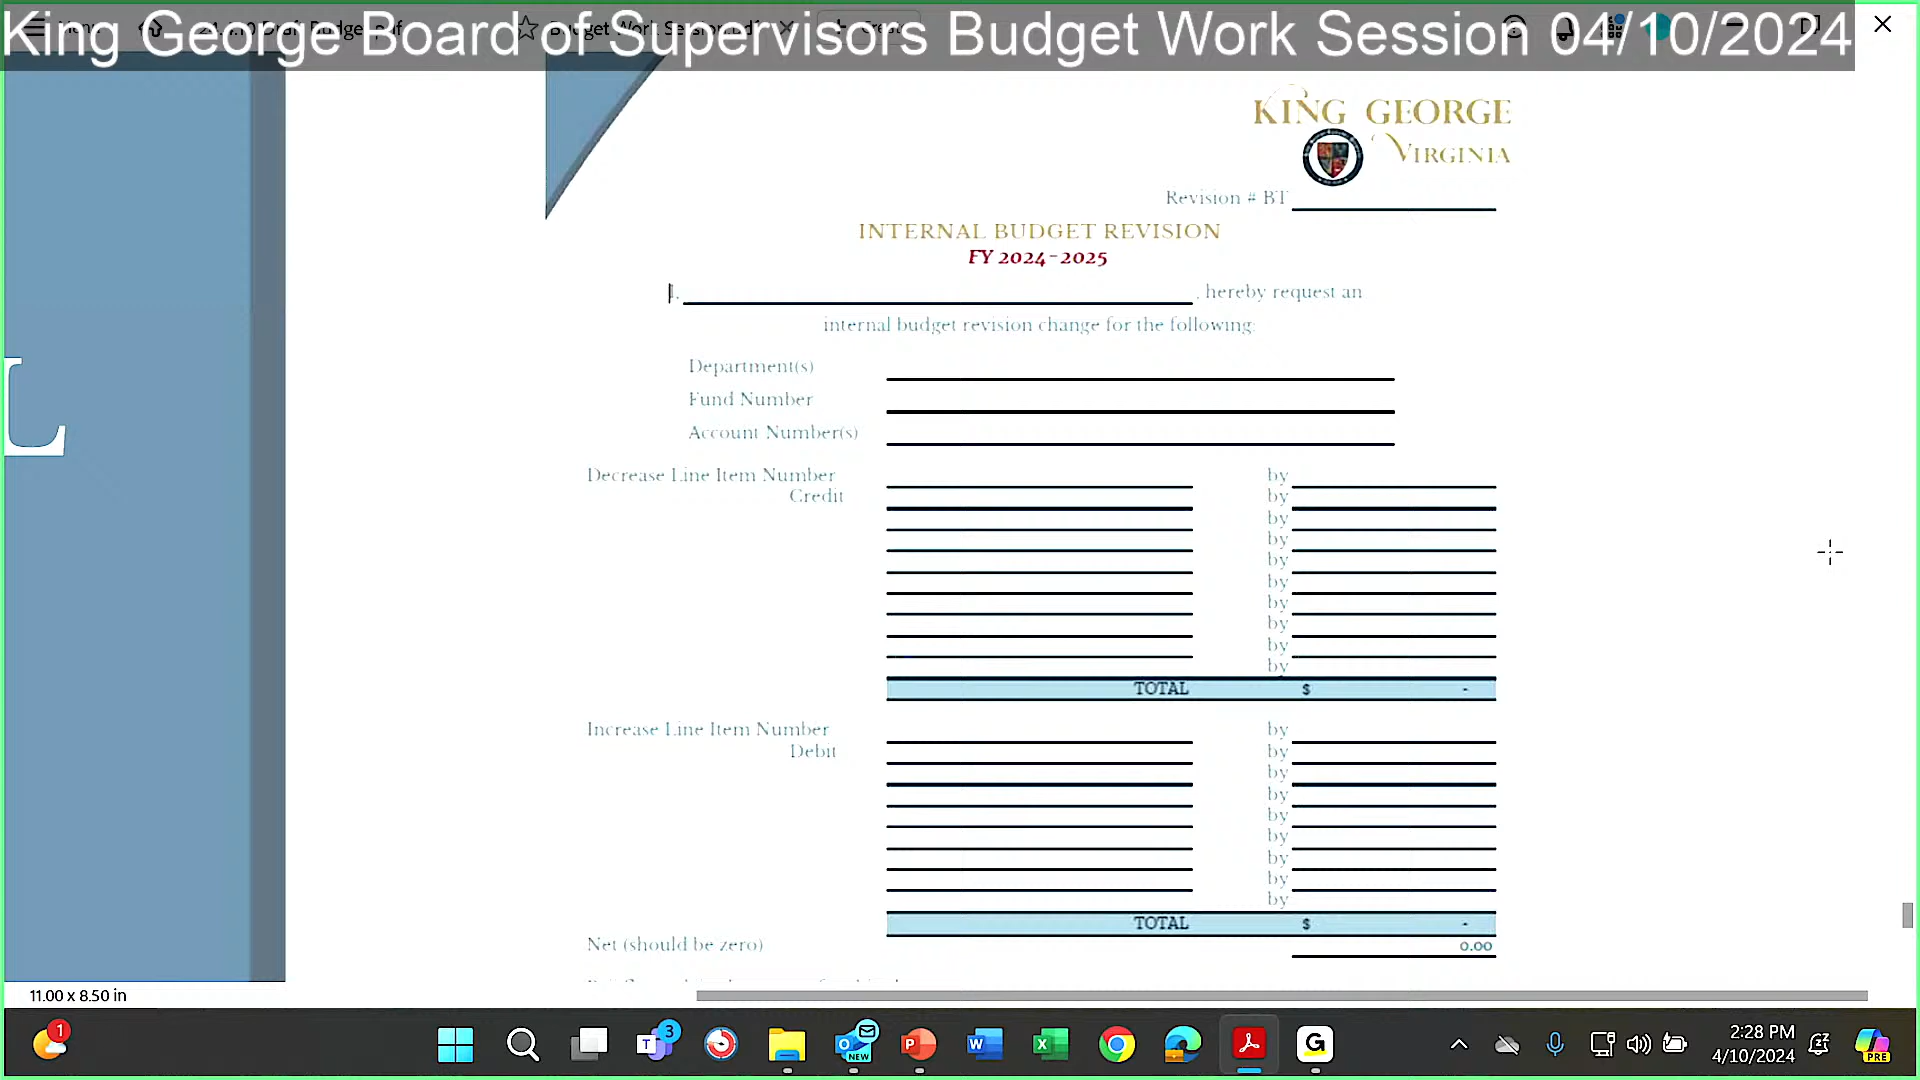 King George Board of Supervisors Budget Work Session 04/10/2024
KING GEORGE
VIRGINIA
Revision # BT
INTERNAL BUDGET REVISION
FY 2024-2025
I, , hereby request an
internal budget revision change for the following:
Department(s)
Fund Number
Account Number(s)
Decrease Line Item Number by
Credit by
by
by
by
by
by
by
by
by
TOTAL $ -
Increase Line Item Number by
Debit by
by
by
by
by
by
by
by
TOTAL $ -
Net (should be zero) 0.00
L
11.00 x 8.50 in
1
3
NEW
2:28 PM
4/10/2024
PRE